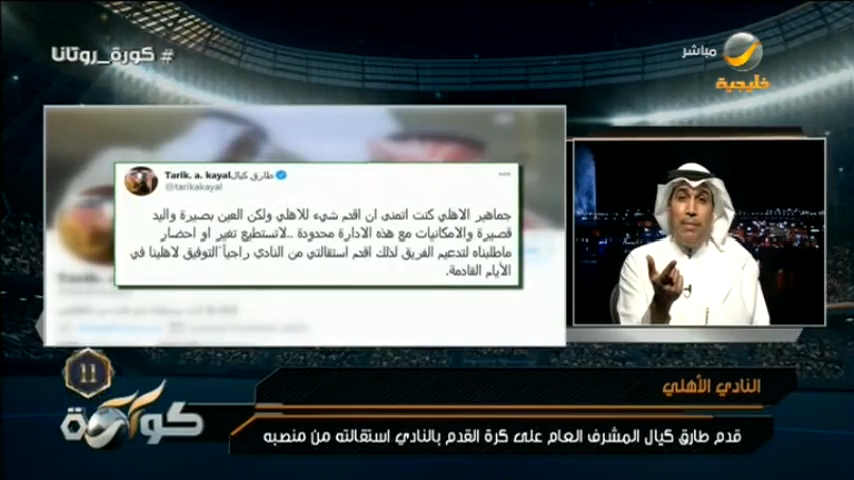 # كورة_روتانا
مباشر
خليجية
Tarik. a. kayal طارق كيال
@tarikakayal
جماهير الاهلي كنت اتمنى ان اقدم شيء للاهلي ولكن العين بصيرة واليد
قصيرة والامكانيات مع هذه الادارة محدودة ..لاتستطيع تغير او احضار
ماطلبناه لتدعيم الفريق لذلك اقدم استقالتي من النادي راجياً التوفيق لاهلينا في
الأيام القادمة.
11
كورة
النادي الأهلي
قدم طارق كيال المشرف العام على كرة القدم بالنادي استقالته من منصبه